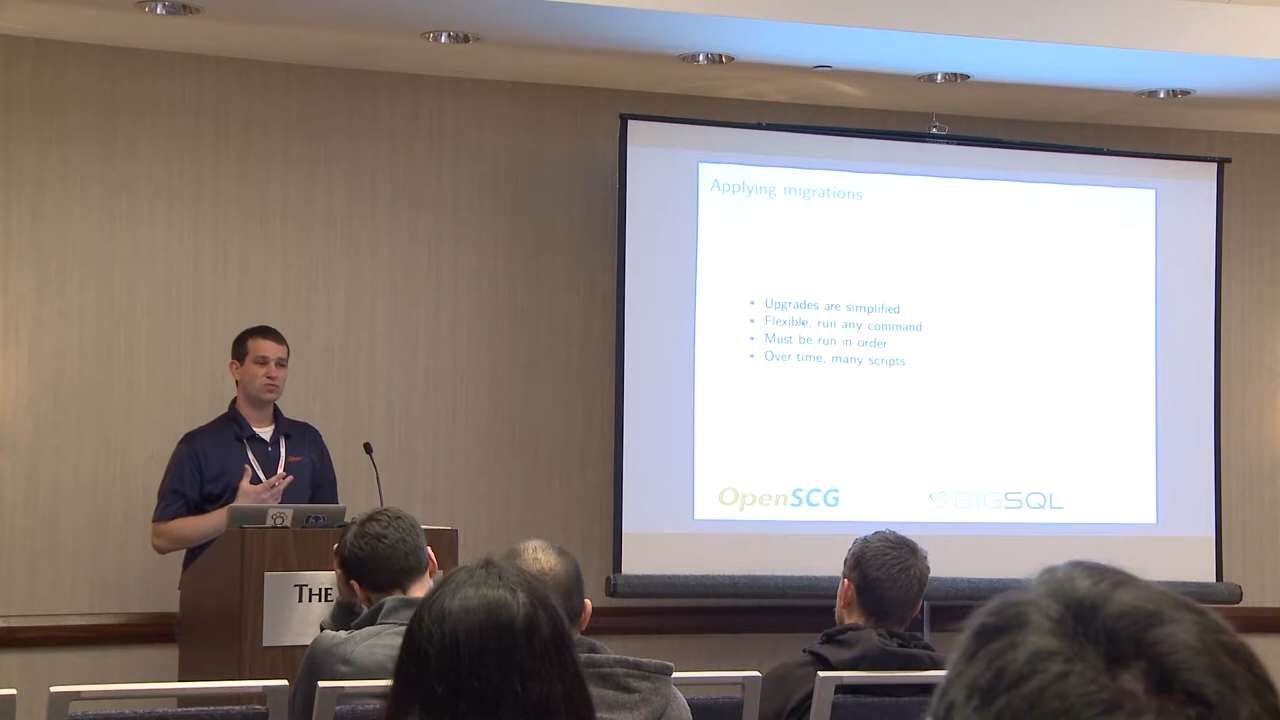 Applying migrations
Upgrades are simplified
Flexible, run any command
Must be run in order
Over time, many scripts
OpenSCG
BIGSQL
THE